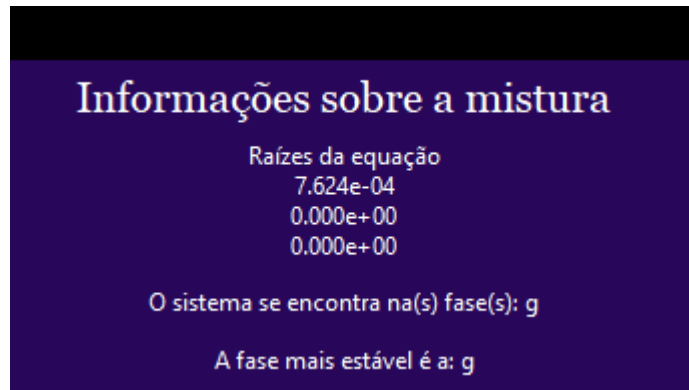 Informações sobre a mistura
Raízes da equação
7.624e-04
0.000e+00
0.000e+00
O sistema se encontra na(s) fase(s): g
A fase mais estável é a: g